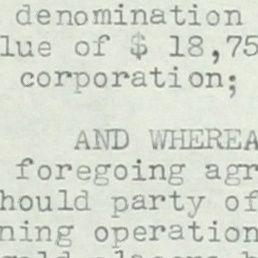 denomination
lue of $ 18,75
corporation;
AND WHEREA
foregoing agr
hould party of
ning operation